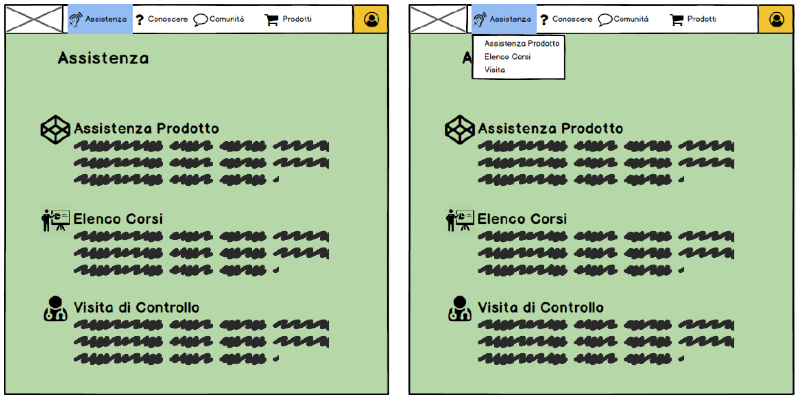 Assistenza
? Conoscere
Comunità
Prodotti
Assistenza
Assistenza Prodotto
Elenco Corsi
Visita di Controllo
Assistenza
? Conoscere
Comunità
Prodotti
Assistenza Prodotto
Elenco Corsi
Visita
A
Assistenza Prodotto
Elenco Corsi
Visita di Controllo